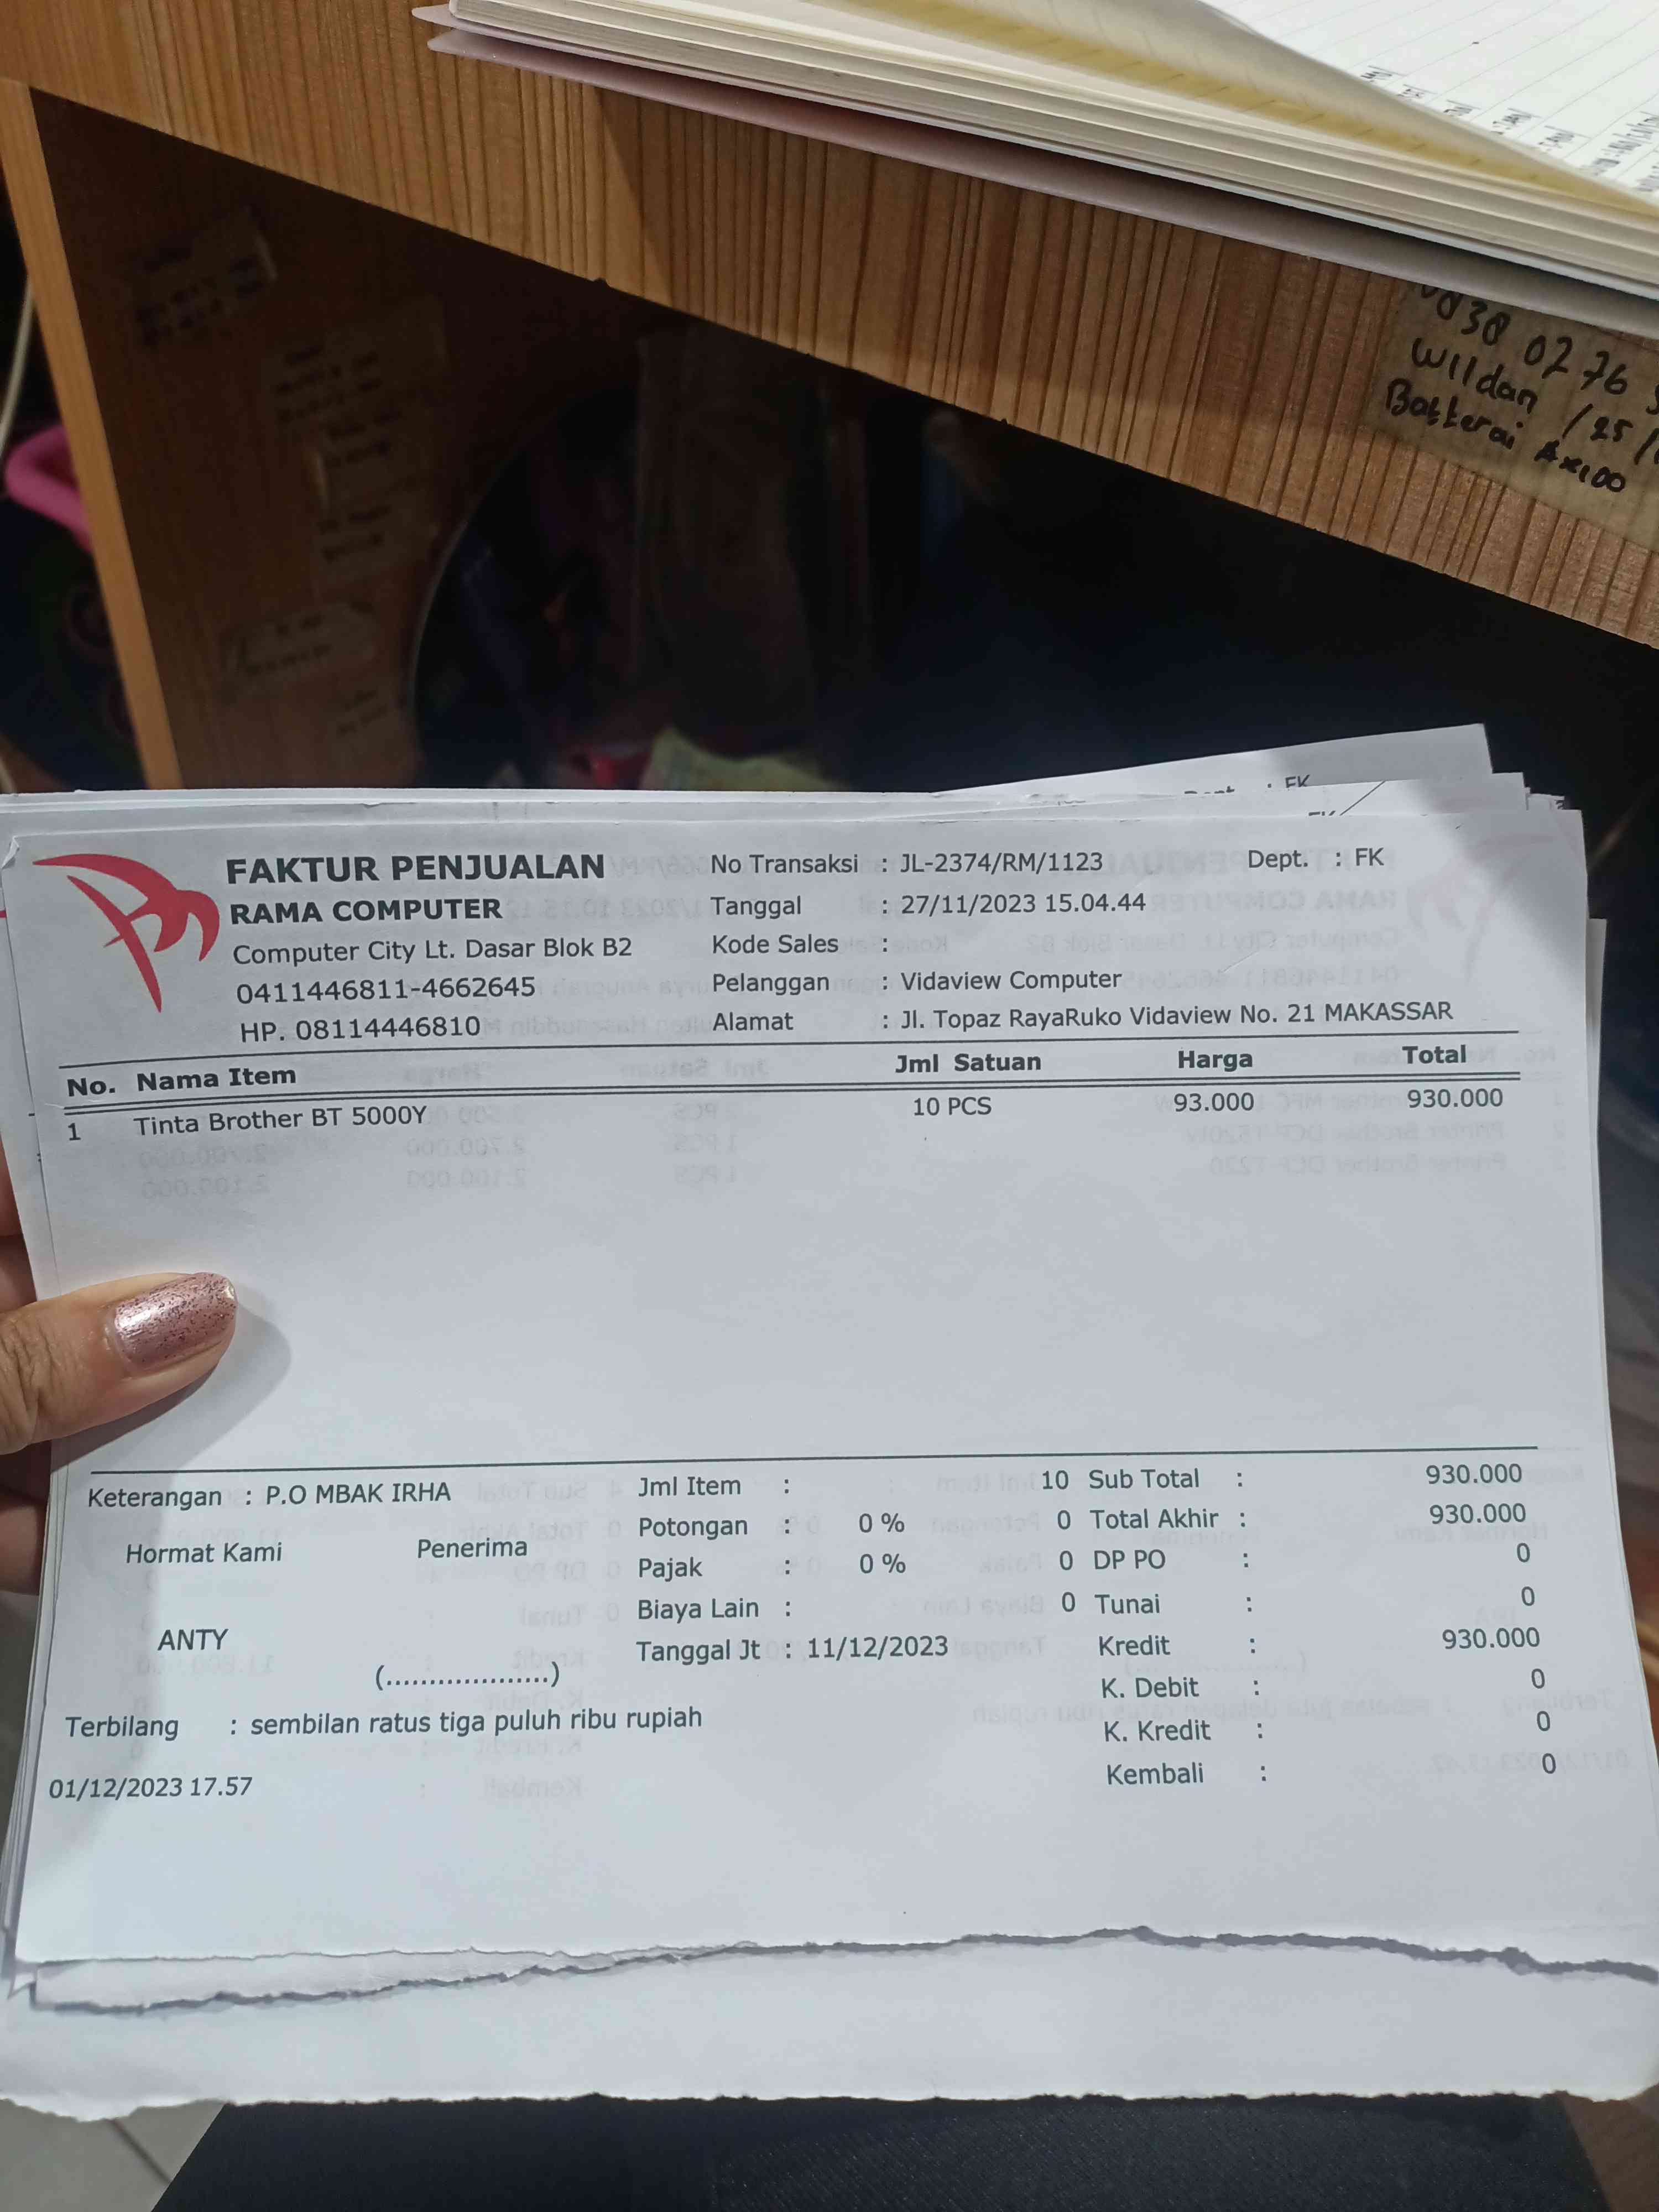 02 76
Wildan /25/
Batterai Ax100
: FK
FAKTUR PENJUALAN
RAMA COMPUTER
Computer City Lt. Dasar Blok B2
0411446811-4662645
HP. 08114446810
No Transaksi : JL-2374/RM/1123
Dept. : FK
Tanggal : 27/11/2023 15.04.44
Kode Sales :
Pelanggan : Vidaview Computer
Alamat : Jl. Topaz RayaRuko Vidaview No. 21 MAKASSAR
No. Nama Item Jml Satuan Harga Total
1 Tinta Brother BT 5000Y 10 PCS 93.000 930.000
Keterangan : P.O MBAK IRHA
Hormat Kami Penerima
ANTY
(...................)
Terbilang : sembilan ratus tiga puluh ribu rupiah
01/12/2023 17.57
Jml Item : 10
Potongan : 0 % 0
Pajak : 0 % 0
Biaya Lain : 0
Tanggal Jt : 11/12/2023
Sub Total : 930.000
Total Akhir : 930.000
DP PO : 0
Tunai : 0
Kredit : 930.000
K. Debit : 0
K. Kredit : 0
Kembali : 0